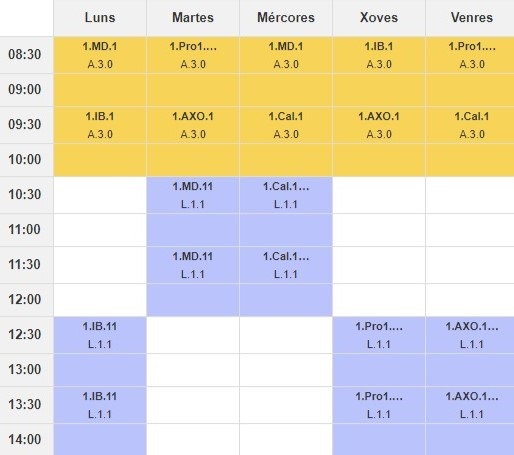 Luns Martes Mércores Xoves Venres
08:30 1.MD.1 1.Pro1.... 1.MD.1 1.IB.1 1.Pro1....
A.3.0 A.3.0 A.3.0 A.3.0 A.3.0
09:00
09:30 1.IB.1 1.AXO.1 1.Cal.1 1.AXO.1 1.Cal.1
A.3.0 A.3.0 A.3.0 A.3.0 A.3.0
10:00
10:30 1.MD.11 1.Cal.1...
L.1.1 L.1.1
11:00
11:30 1.MD.11 1.Cal.1...
L.1.1 L.1.1
12:00
12:30 1.IB.11 1.Pro1.... 1.AXO.1...
L.1.1 L.1.1 L.1.1
13:00
13:30 1.IB.11 1.Pro1.... 1.AXO.1...
L.1.1 L.1.1 L.1.1
14:00